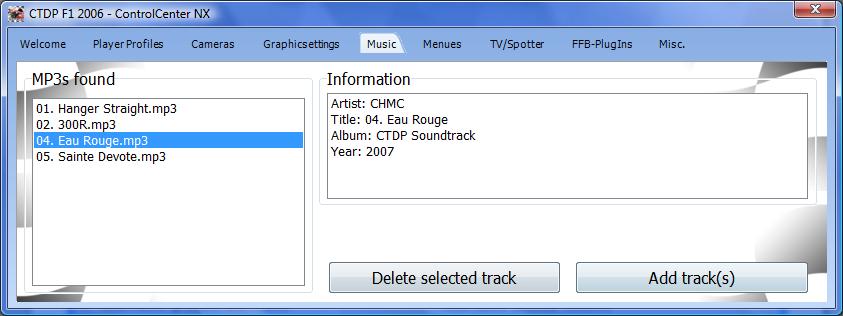 CTDP F1 2006 - ControlCenter NX
Welcome Player Profiles Cameras Graphicsettings Music Menues TV/Spotter FFB-PlugIns Misc.
MP3s found
01. Hanger Straight.mp3
02. 300R.mp3
04. Eau Rouge.mp3
05. Sainte Devote.mp3
Information
Artist: CHMC
Title: 04. Eau Rouge
Album: CTDP Soundtrack
Year: 2007
Delete selected track
Add track(s)